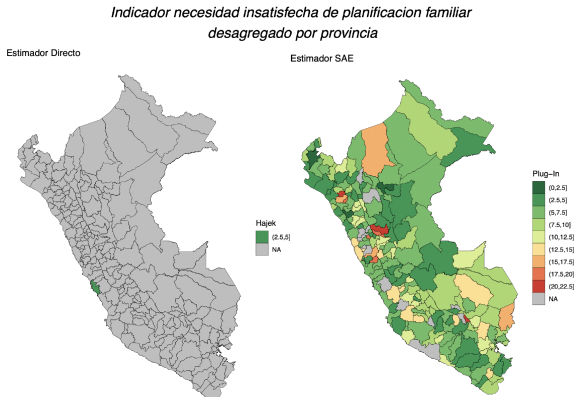 Indicador necesidad insatisfecha de planificacion familiar
desagregado por provincia
Estimador Directo
Estimador SAE
Hajek
(2.5,5]
NA
Plug-In
(0,2.5]
(2.5,5]
(5,7.5]
(7.5,10]
(10,12.5]
(12.5,15]
(15,17.5]
(17.5,20]
(20,22.5]
NA